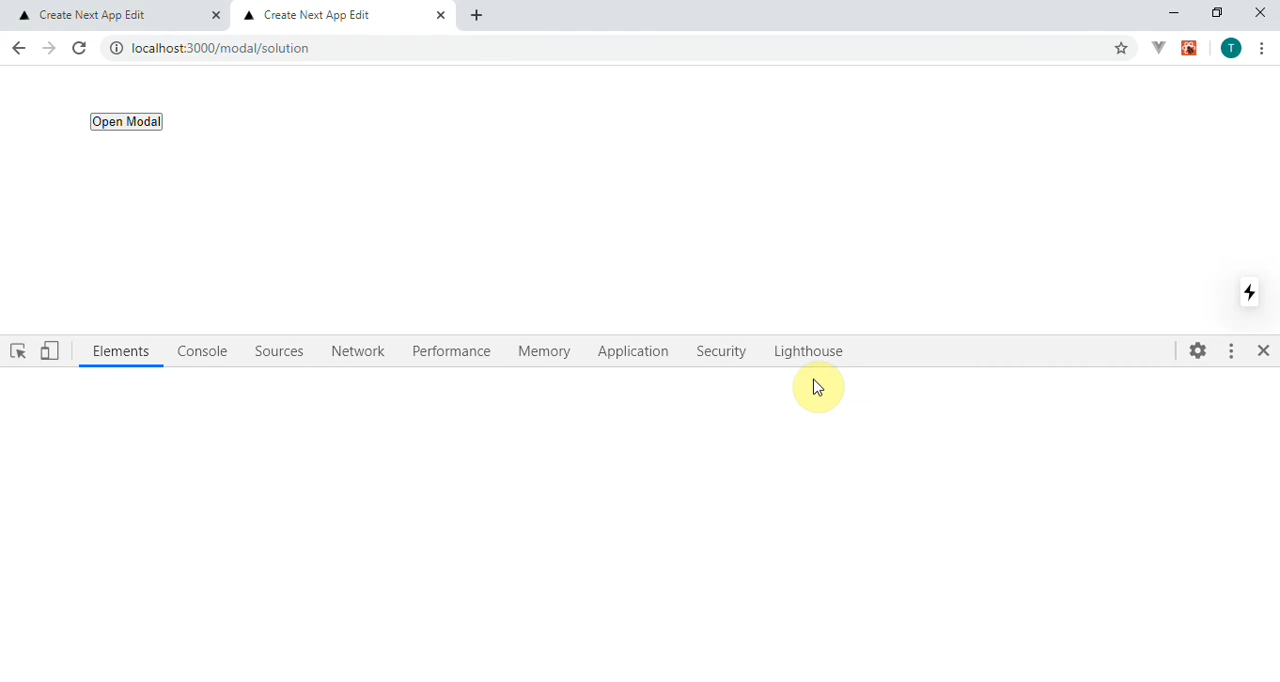 Create Next App Edit
Create Next App Edit
localhost:3000/modal/solution
T
Open Modal
Elements Console Sources Network Performance Memory Application Security Lighthouse